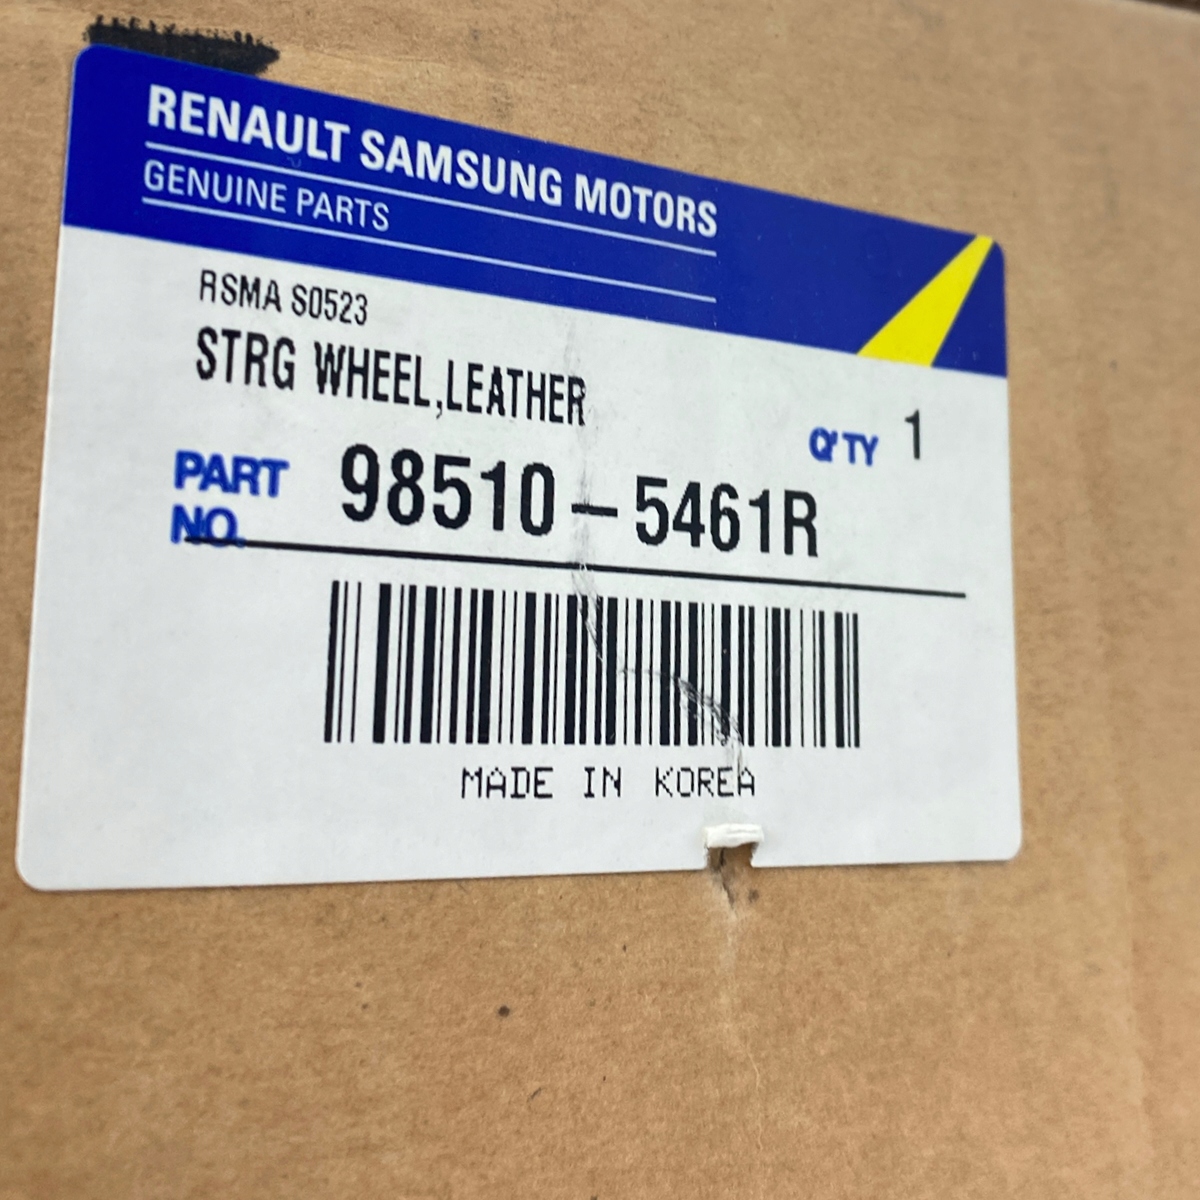 RENAULT SAMSUNG MOTORS
GENUINE PARTS
RSMA S0523
STRG WHEEL,LEATHER
Q'TY 1
PART NO. 98510-5461R
MADE IN KOREA